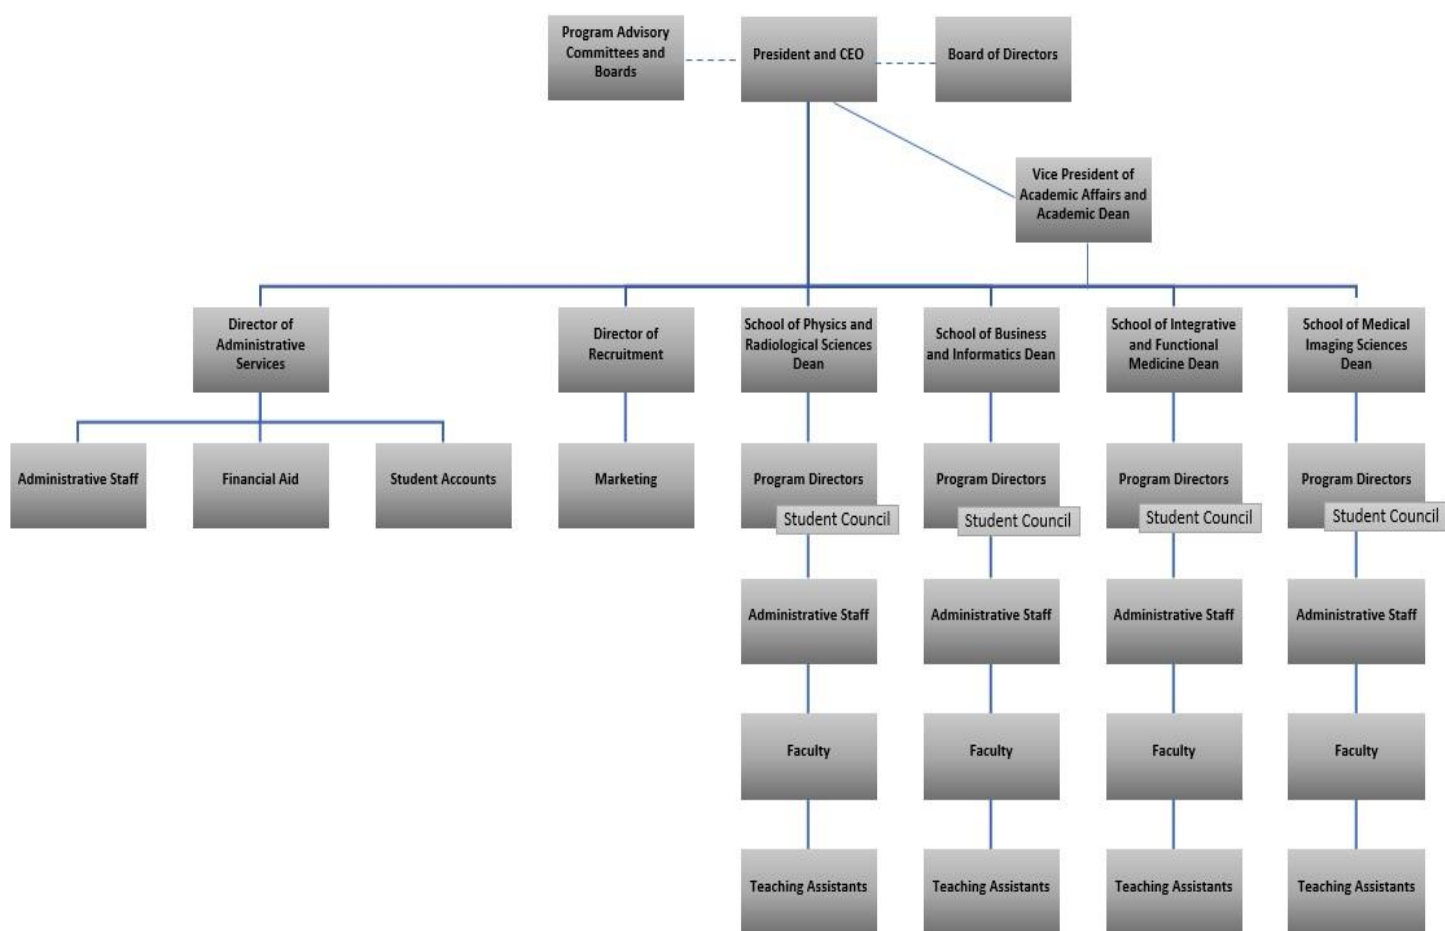 Program Advisory
Committees and
Boards
President and CEO
Board of Directors
Vice President of
Academic Affairs and
Academic Dean
Director of
Administrative
Services
Director of
Recruitment
School of Physics and
Radiological Sciences
Dean
School of Business
and Informatics Dean
School of Integrative
and Functional
Medicine Dean
School of Medical
Imaging Sciences
Dean
Administrative Staff
Financial Aid
Student Accounts
Marketing
Program Directors
Program Directors
Program Directors
Program Directors
Student Council
Student Council
Student Council
Student Council
Administrative Staff
Administrative Staff
Administrative Staff
Administrative Staff
Faculty
Faculty
Faculty
Faculty
Teaching Assistants
Teaching Assistants
Teaching Assistants
Teaching Assistants